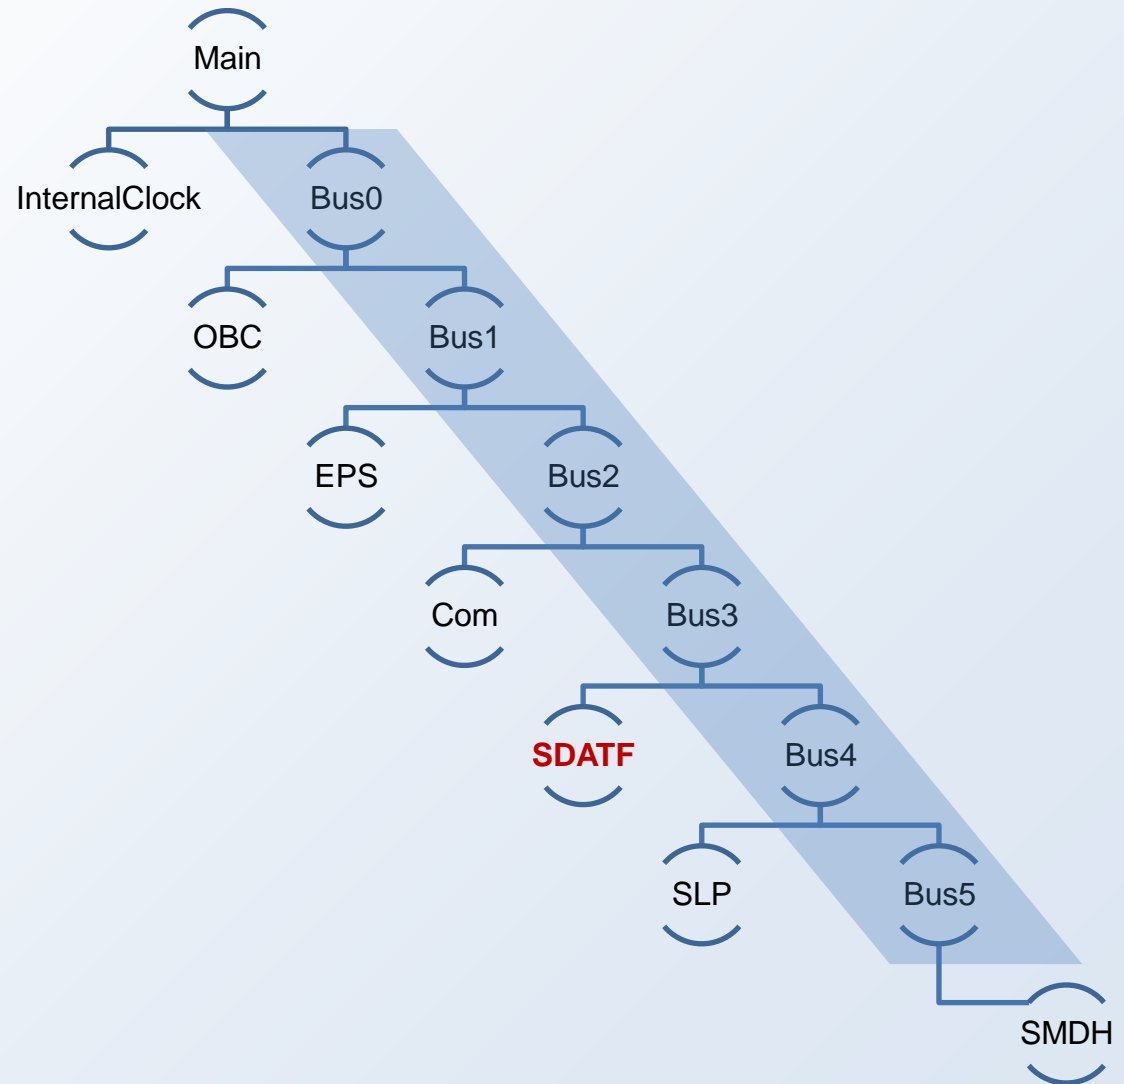 Main
InternalClock
Bus0
OBC
Bus1
EPS
Bus2
Com
Bus3
SDATF
Bus4
SLP
Bus5
SMDH